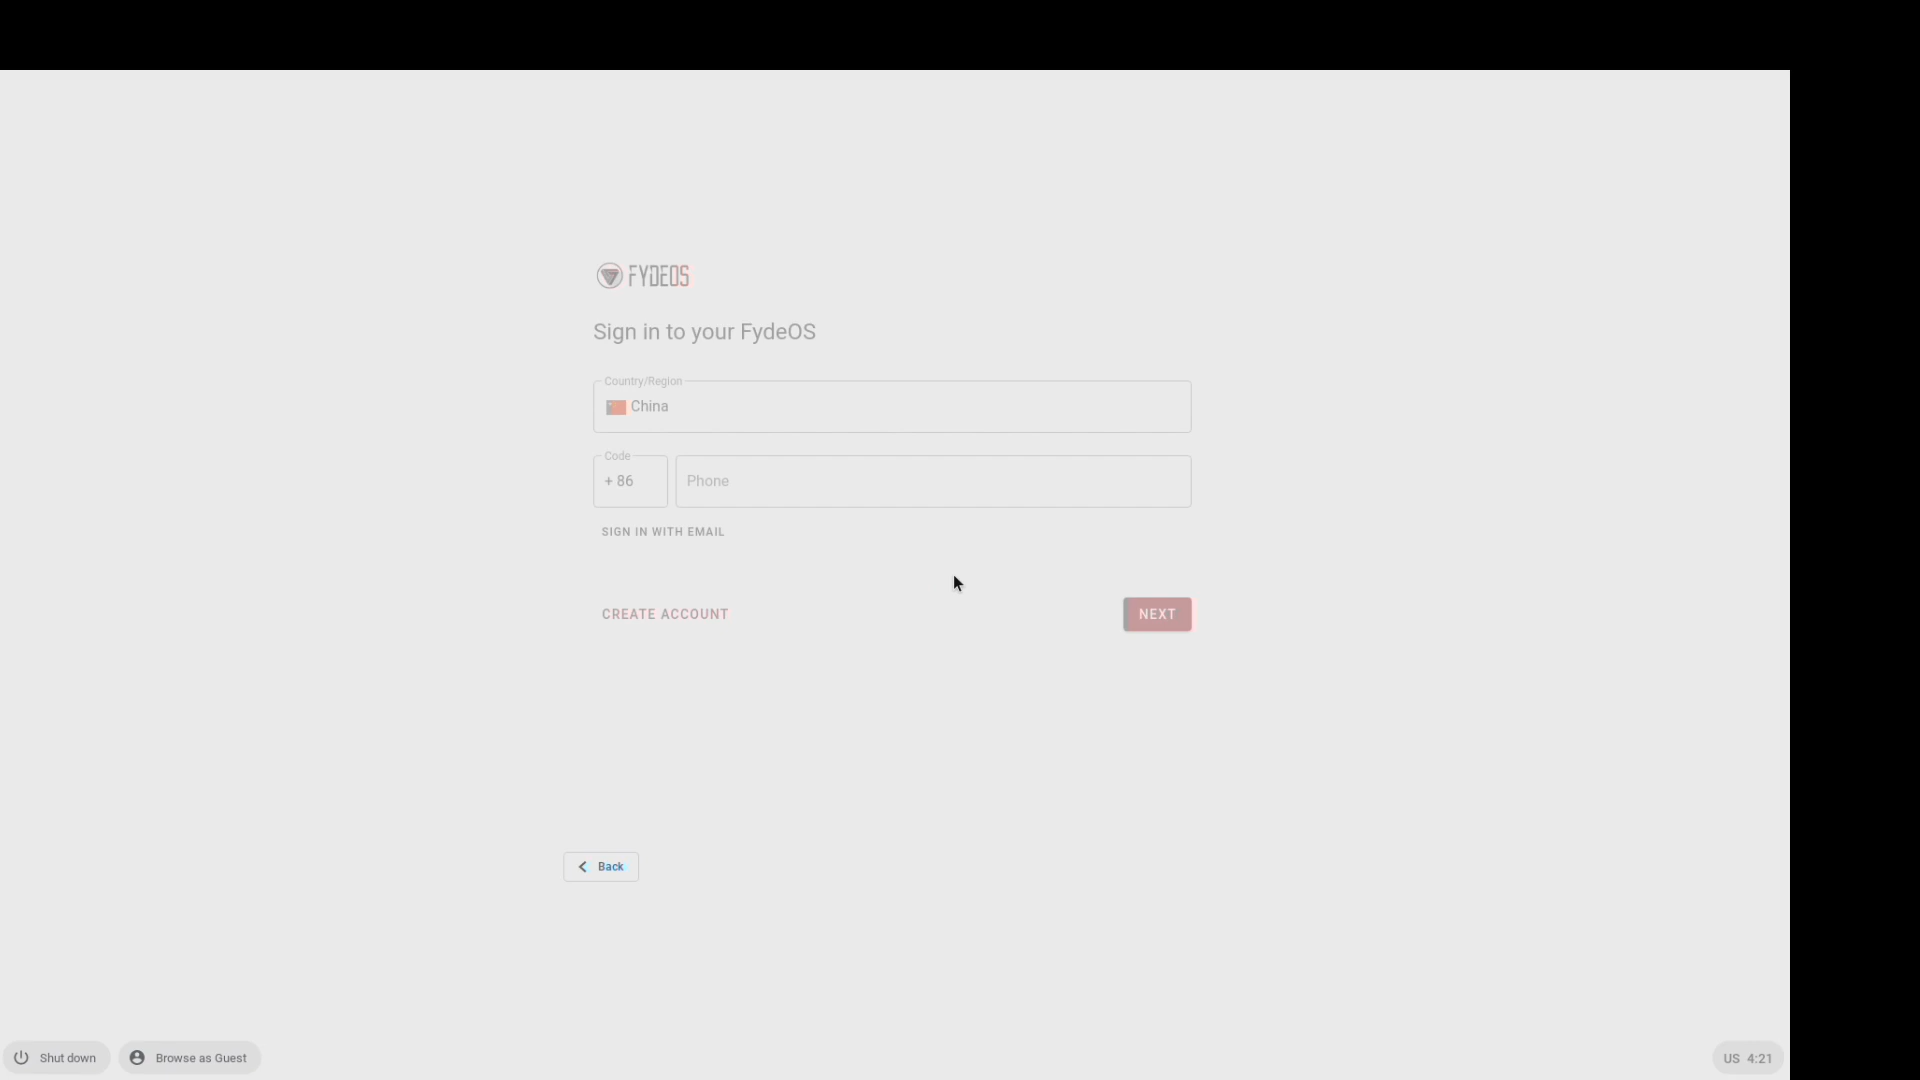 FYDEOS
Sign in to your FydeOS
Country/Region
China
Code
+ 86
Phone
SIGN IN WITH EMAIL
CREATE ACCOUNT
NEXT
Back
Shut down
Browse as Guest
US 4:21